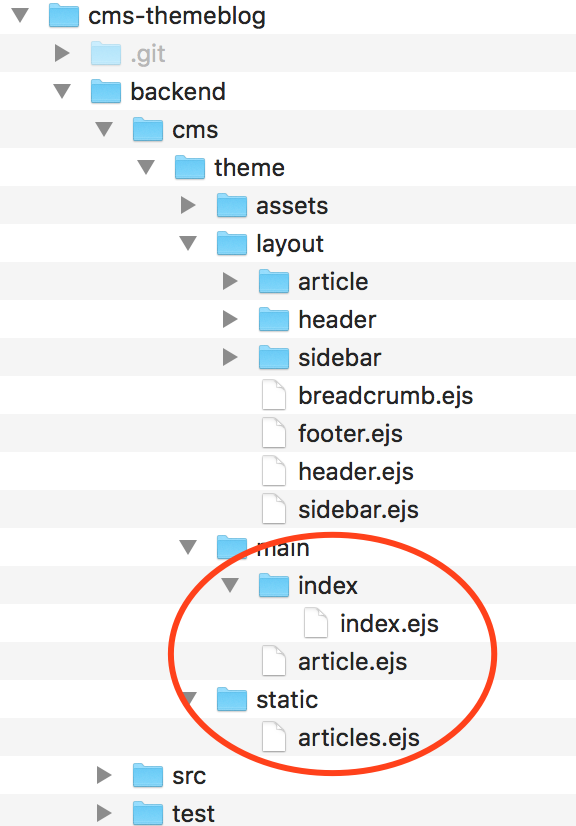 cms-themeblog
.git
backend
cms
theme
assets
layout
article
header
sidebar
breadcrumb.ejs
footer.ejs
header.ejs
sidebar.ejs
main
index
index.ejs
article.ejs
static
articles.ejs
src
test